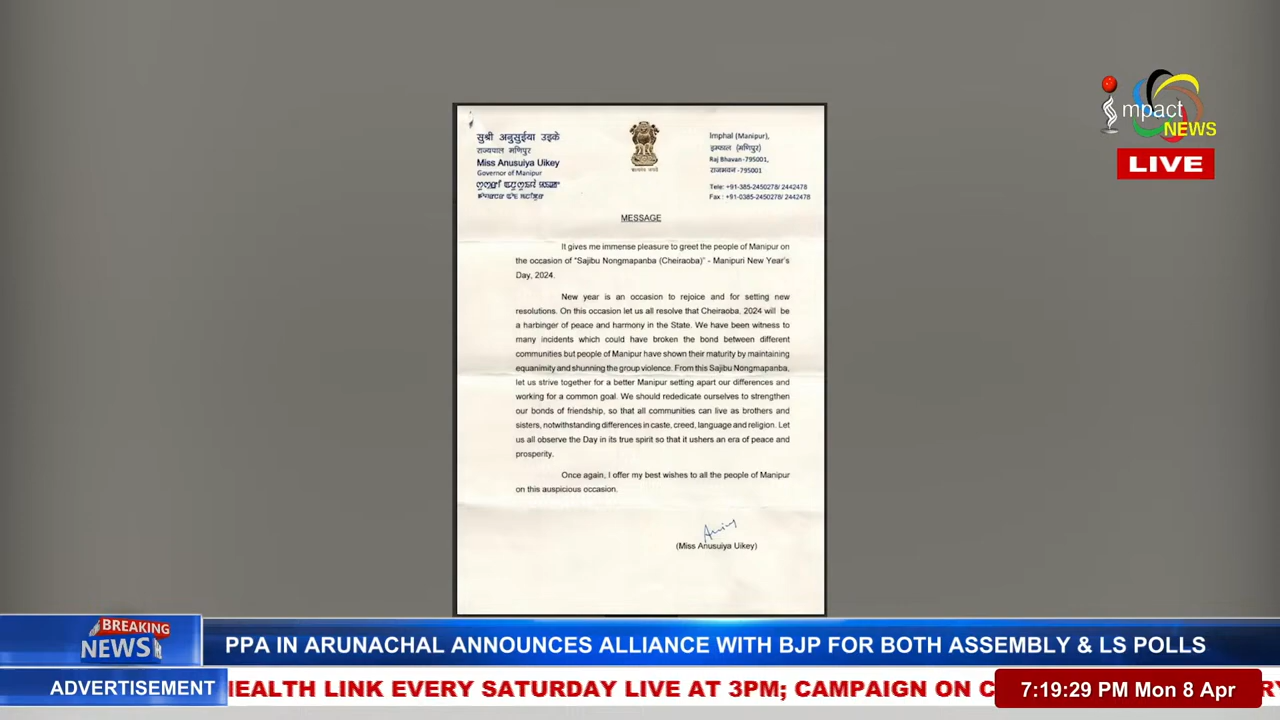 mpact
NEWS
LIVE
सुश्री अनुसुईया उइके
राज्यपाल मणिपुर
Miss Anusuiya Uikey
Governor of Manipur
Imphal (Manipur),
इम्फाल (मणिपुर)
Raj Bhavan-795001,
राजभवन -795001
Tele: +91-385-2450278/ 2442478
Fax : +91-0385-2450278/ 2442478
MESSAGE
It gives me immense pleasure to greet the people of Manipur on
the occasion of "Sajibu Nongmapanba (Cheiraoba)" - Manipuri New Year's
Day, 2024.
New year is an occasion to rejoice and for setting new
resolutions. On this occasion let us all resolve that Cheiraoba, 2024 will be
a harbinger of peace and harmony in the State. We have been witness to
many incidents which could have broken the bond between different
communities but people of Manipur have shown their maturity by maintaining
equanimity and shunning the group violence. From this Sajibu Nongmapanba,
let us strive together for a better Manipur setting apart our differences and
working for a common goal. We should rededicate ourselves to strengthen
our bonds of friendship, so that all communities can live as brothers and
sisters, notwithstanding differences in caste, creed, language and religion. Let
us all observe the Day in its true spirit so that it ushers an era of peace and
prosperity.
Once again, I offer my best wishes to all the people of Manipur
on this auspicious occasion.
(Miss Anusuiya Uikey)
BREAKING
NEWS
PPA IN ARUNACHAL ANNOUNCES ALLIANCE WITH BJP FOR BOTH ASSEMBLY & LS POLLS
ADVERTISEMENT
HEALTH LINK EVERY SATURDAY LIVE AT 3PM; CAMPAIGN ON
7:19:29 PM Mon 8 Apr